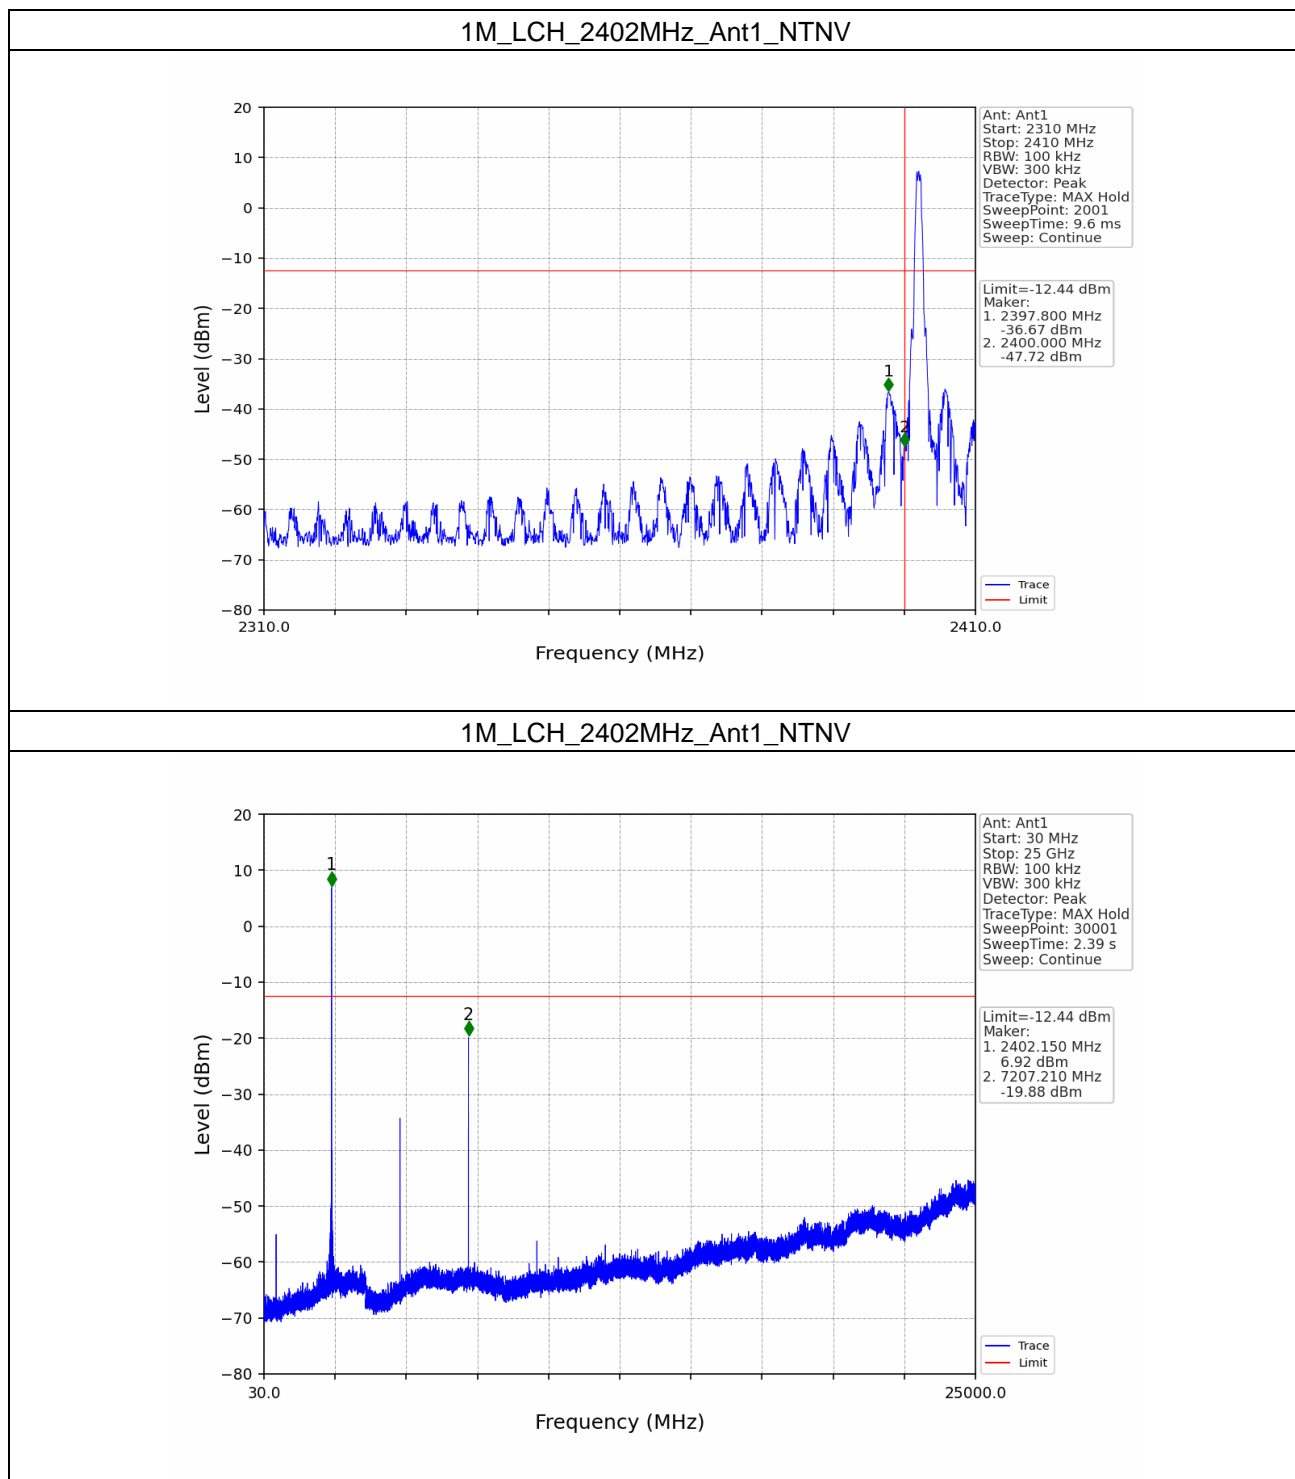 1M_LCH_2402MHz_Ant1_NTNV
20
10
0
−10
−20
−30
−40
−50
−60
−70
−80
Level (dBm)
1
2
2310.0
2410.0
Frequency (MHz)
Ant: Ant1
Start: 2310 MHz
Stop: 2410 MHz
RBW: 100 kHz
VBW: 300 kHz
Detector: Peak
TraceType: MAX Hold
SweepPoint: 2001
SweepTime: 9.6 ms
Sweep: Continue
Limit=-12.44 dBm
Maker:
1. 2397.800 MHz
-36.67 dBm
2. 2400.000 MHz
-47.72 dBm
Trace
Limit
1M_LCH_2402MHz_Ant1_NTNV
20
10
0
−10
−20
−30
−40
−50
−60
−70
−80
Level (dBm)
1
2
30.0
25000.0
Frequency (MHz)
Ant: Ant1
Start: 30 MHz
Stop: 25 GHz
RBW: 100 kHz
VBW: 300 kHz
Detector: Peak
TraceType: MAX Hold
SweepPoint: 30001
SweepTime: 2.39 s
Sweep: Continue
Limit=-12.44 dBm
Maker:
1. 2402.150 MHz
6.92 dBm
2. 7207.210 MHz
-19.88 dBm
Trace
Limit